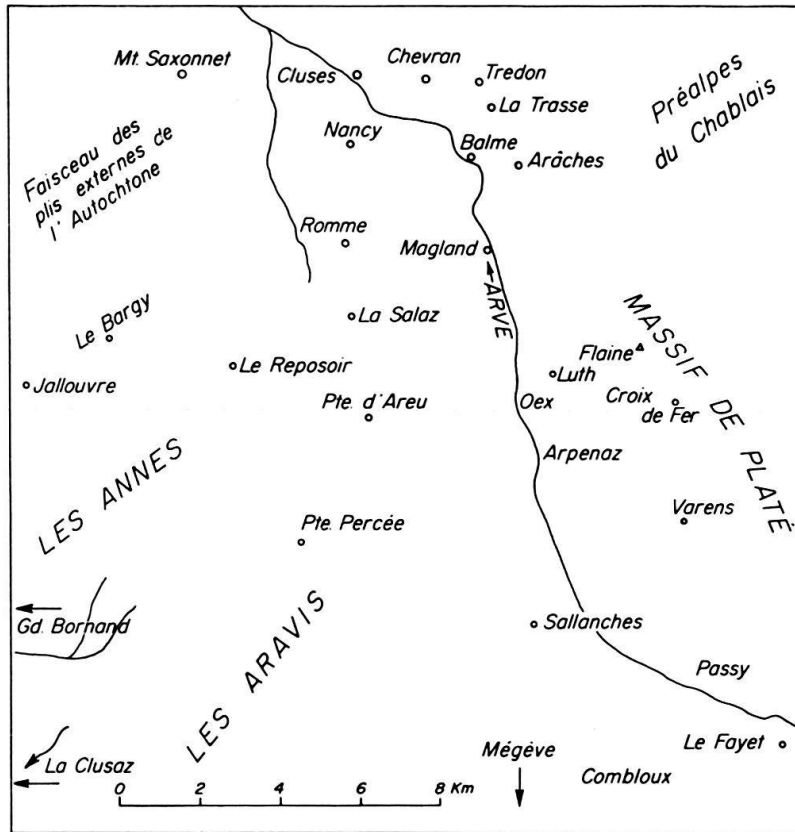 Mt. Saxonnet
Cluses
Chevran
Tredon
La Trasse
Préalpes
du Chablais
Faisceau des
plis externes de
l'Autochtone
Nancy
Balme
Arâches
Romme
Magland
ARVE
Le Bargy
La Salaz
MASSIF DE PLATÉ
Flaine
Jallouvre
Le Reposoir
Luth
Pte. d'Areu
Oex
Croix
de Fer
Arpenaz
LES ANNES
Pte. Percée
Varens
Gd. Bornand
LES ARAVIS
Sallanches
Passy
La Clusaz
Mégève
Le Fayet
Combloux
0 2 4 6 8 Km